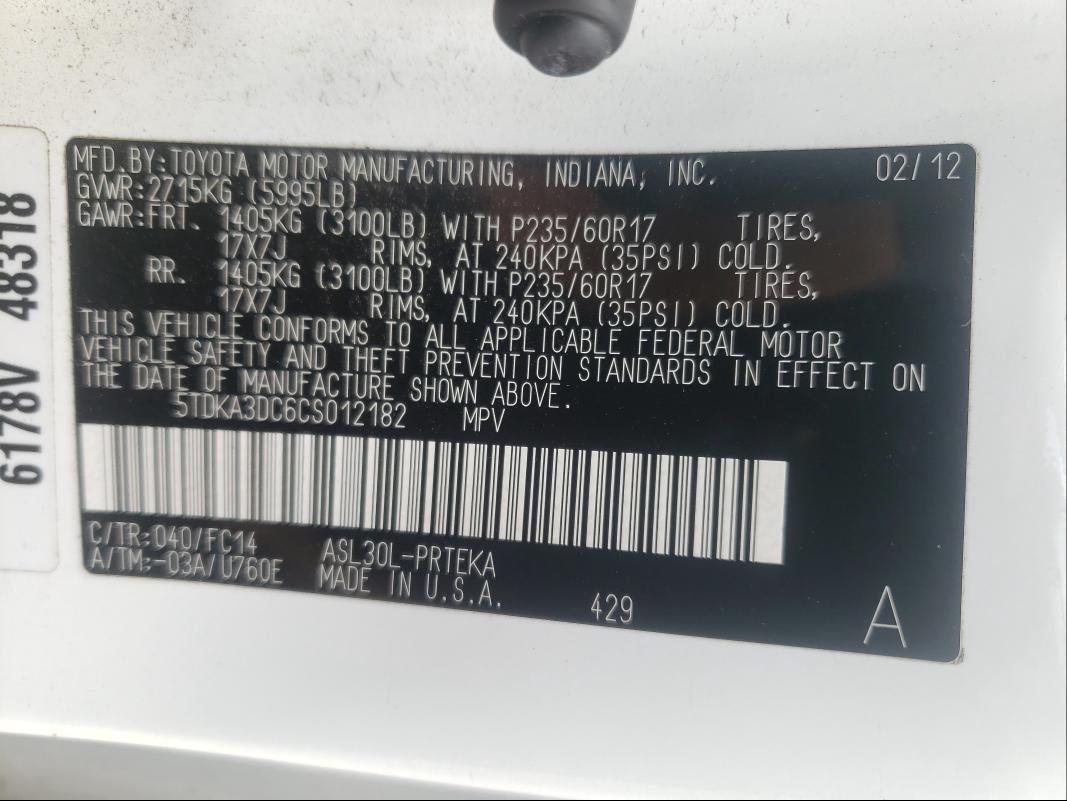 MFD.BY:TOYOTA MOTOR MANUFACTURING, INDIANA, INC. 02/12
GVWR:2715KG (5995LB)
GAWR:FRT. 1405KG (3100LB) WITH P235/60R17 TIRES,
17X7J RIMS, AT 240KPA (35PSI) COLD.
RR. 1405KG (3100LB) WITH P235/60R17 TIRES,
17X7J RIMS, AT 240KPA (35PSI) COLD.
THIS VEHICLE CONFORMS TO ALL APPLICABLE FEDERAL MOTOR
VEHICLE SAFETY AND THEFT PREVENTION STANDARDS IN EFFECT ON
THE DATE OF MANUFACTURE SHOWN ABOVE.
5TDKA3DC6CS012182 MPV
C/TR:040/FC14 ASL30L-PRTEKA
A/TM:-03A/U760E MADE IN U.S.A.
429 A
6178V 48318